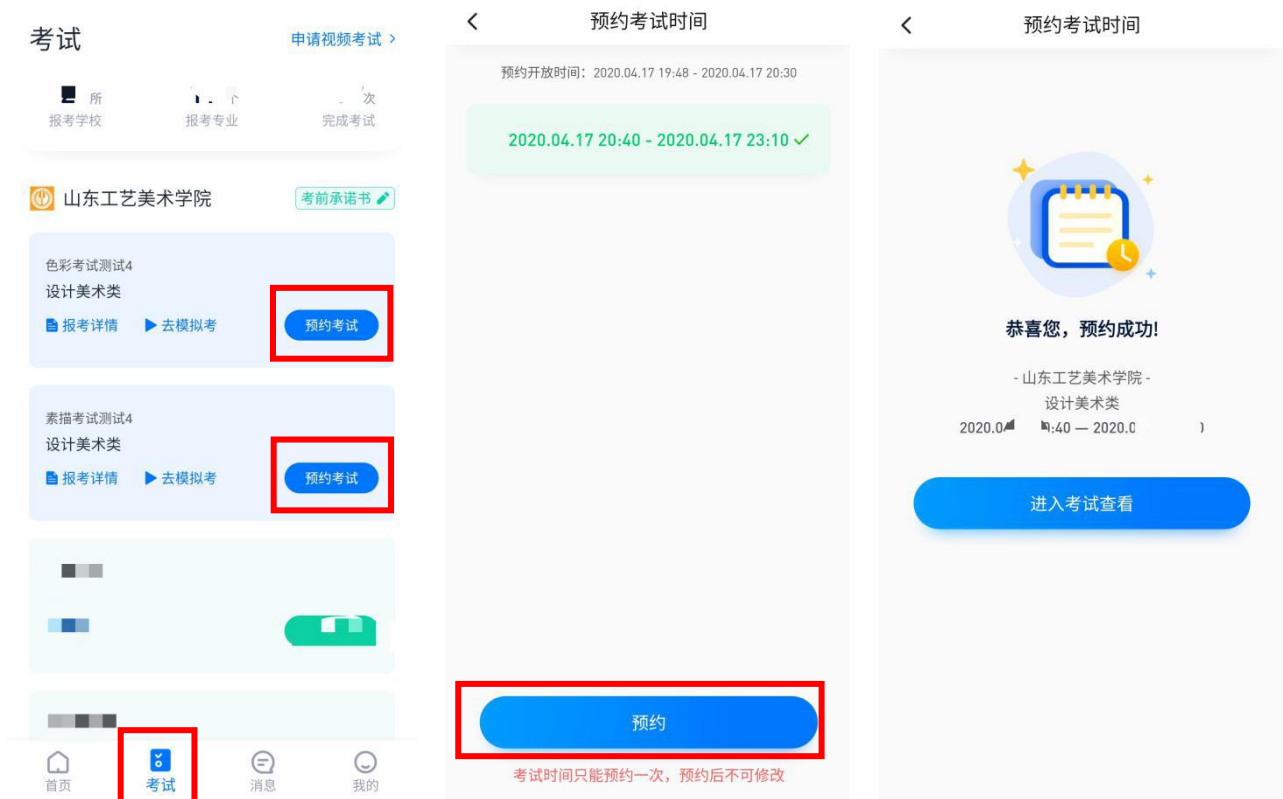 考试
申请视频考试 >
所
个
次
报考学校
报考专业
完成考试
山东工艺美术学院
考前承诺书
色彩考试测试4
设计美术类
报考详情
去模拟考
预约考试
素描考试测试4
设计美术类
报考详情
去模拟考
预约考试
首页
考试
消息
我的
预约考试时间
预约开放时间：2020.04.17 19:48 - 2020.04.17 20:30
2020.04.17 20:40 - 2020.04.17 23:10
预约
考试时间只能预约一次，预约后不可修改
预约考试时间
恭喜您，预约成功!
- 山东工艺美术学院 -
设计美术类
:40 — 2020.0
进入考试查看